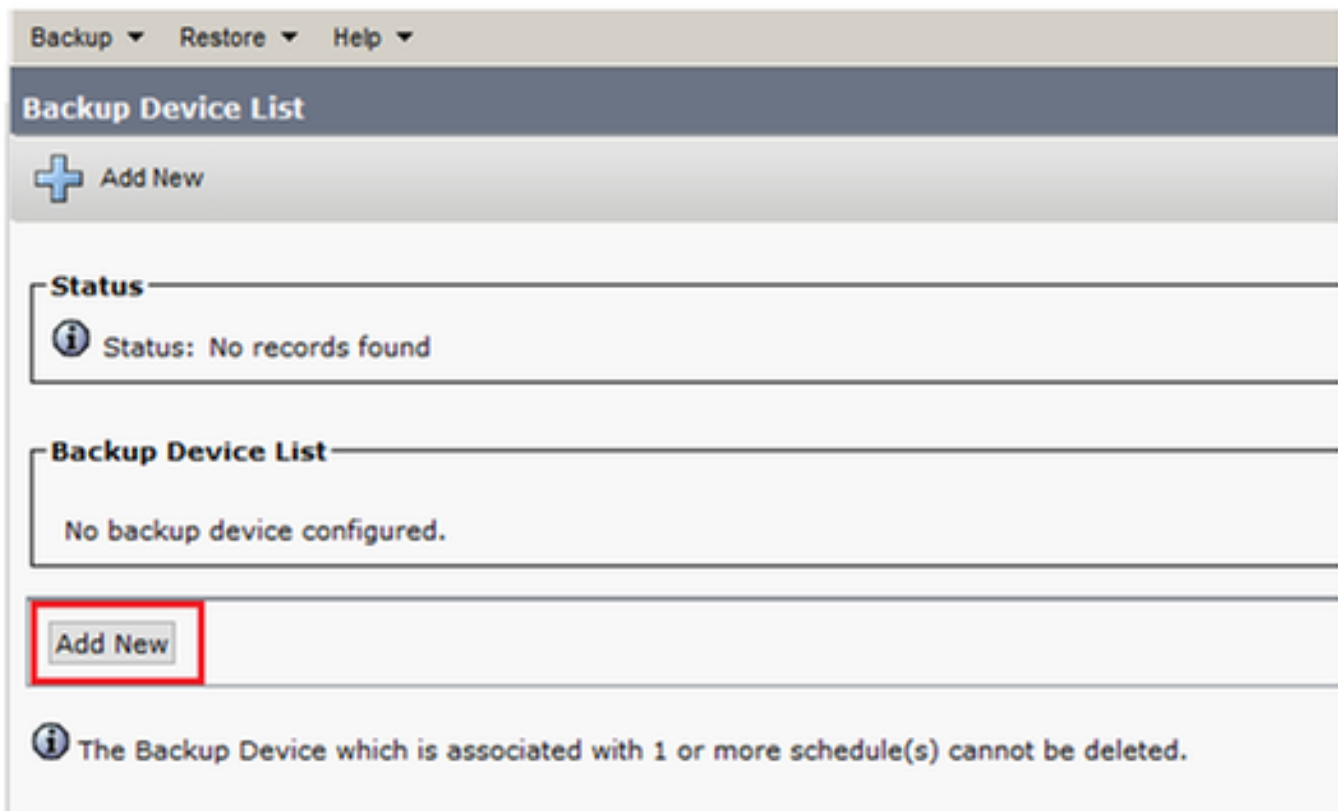 Backup Restore Help
Backup Device List
Add New
Status
Status: No records found
Backup Device List
No backup device configured.
Add New
The Backup Device which is associated with 1 or more schedule(s) cannot be deleted.